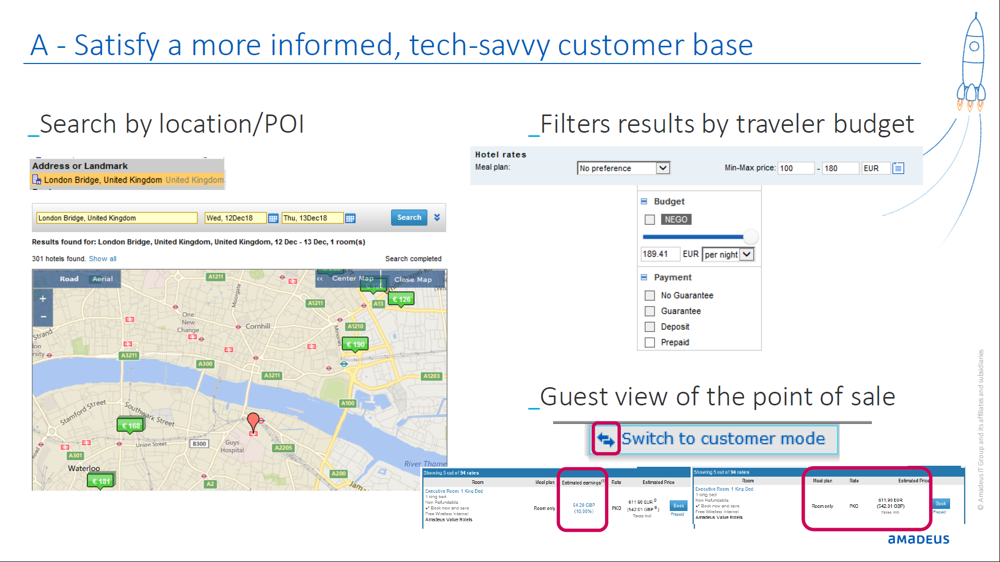 A - Satisfy a more informed, tech-savvy customer base
_Search by location/POI
Address or Landmark
London Bridge, United Kingdom United Kingdom
London Bridge, United Kingdom Wed, 12Dec18 Thu, 13Dec18 Search
Results found for: London Bridge, United Kingdom, United Kingdom, 12 Dec - 13 Dec, 1 room(s)
301 hotels found. Show all Search completed
Road Aerial
<< Center Map Close Map
+
−
A1211
Moorgate
A1211
€ 190
€ 126
A13
One
New
Change
Cornhill
A1210
Minories
€ 190
Strand
A3211
A300
A3211
A1203
A100
Stamford Street
Southwark Street
€ 168
Union Street
B300
Guys
Hospital
A2205
A301
Waterloo
River Thame
€ 181
A2
A200
Jama
_Filters results by traveler budget
Hotel rates
Meal plan: No preference Min-Max price: 100 - 180 EUR
Budget
NEGO
189.41 EUR per night
Payment
No Guarantee
Guarantee
Deposit
Prepaid
_Guest view of the point of sale
Switch to customer mode
Showing 5 out of 94 rates
Room Meal plan Estimated earnings(1) Rate Estimated Price
Executive Room, 1 King Bed
1 king bed
Non Refundable
✔ Book now and save
Free Wireless Internet
Amadeus Value Hotels
Room only
54.20 GBP
(10.00%)
PKG
611.90 EUR
(542.01 GBP)
Taxes incl.
Book
Prepaid
Showing 5 out of 94 rates
Room Meal plan Rate Estimated Price
Executive Room, 1 King Bed
1 king bed
Non Refundable
✔ Book now and save
Free Wireless Internet
Amadeus Value Hotels
Room only
PKG
611.90 EUR
(542.01 GBP)
Taxes incl.
Book
Prepaid
© Amadeus IT Group and its affiliates and subsidiaries
aMaDEUS